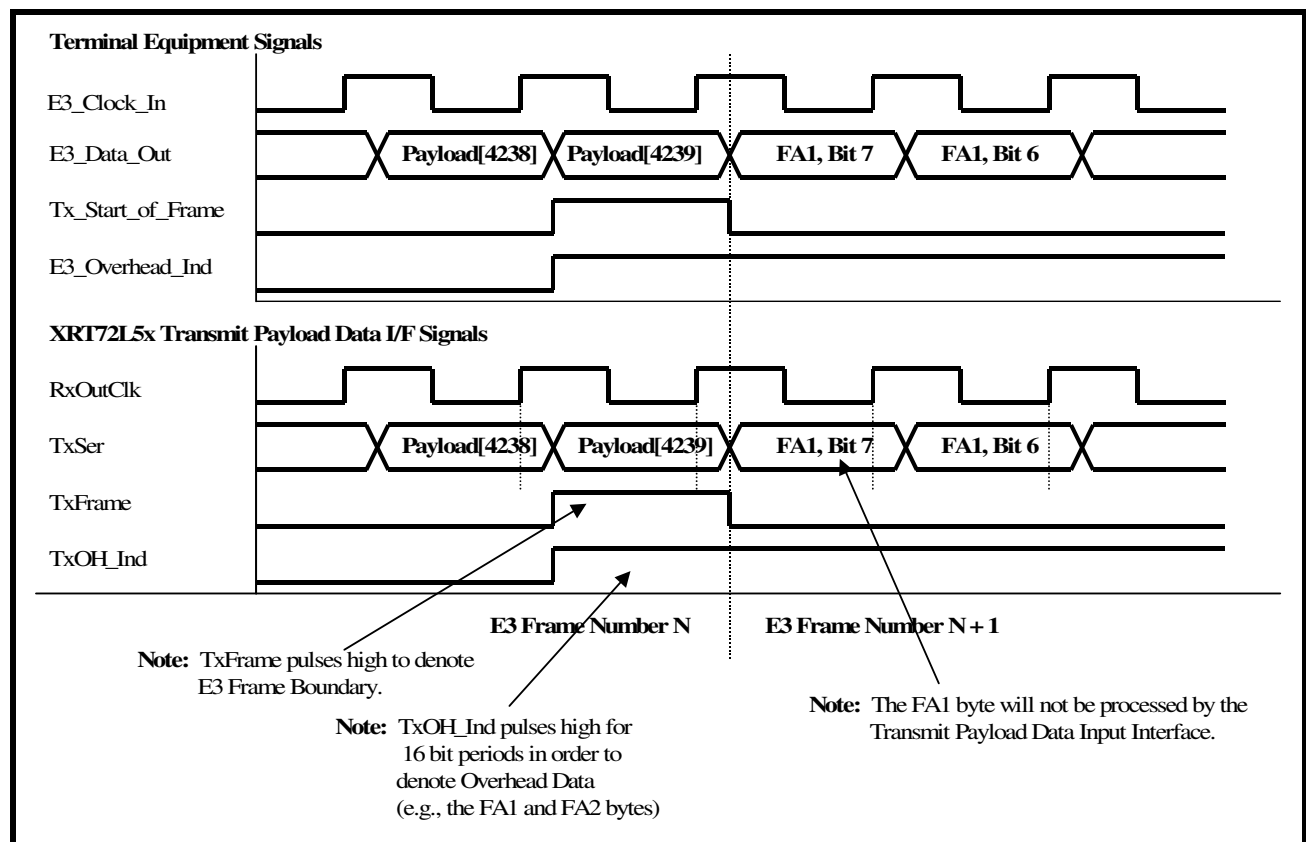 Terminal Equipment Signals
E3_Clock_In
E3_Data_Out
Payload[4238] Payload[4239] FA1, Bit 7 FA1, Bit 6
Tx_Start_of_Frame
E3_Overhead_Ind
XRT72L5x Transmit Payload Data I/F Signals
RxOutClk
TxSer
Payload[4238] Payload[4239] FA1, Bit 7 FA1, Bit 6
TxFrame
TxOH_Ind
E3 Frame Number N E3 Frame Number N + 1
Note: TxFrame pulses high to denote
E3 Frame Boundary.
Note: TxOH_Ind pulses high for
16 bit periods in order to
denote Overhead Data
(e.g., the FA1 and FA2 bytes)
Note: The FA1 byte will not be processed by the
Transmit Payload Data Input Interface.